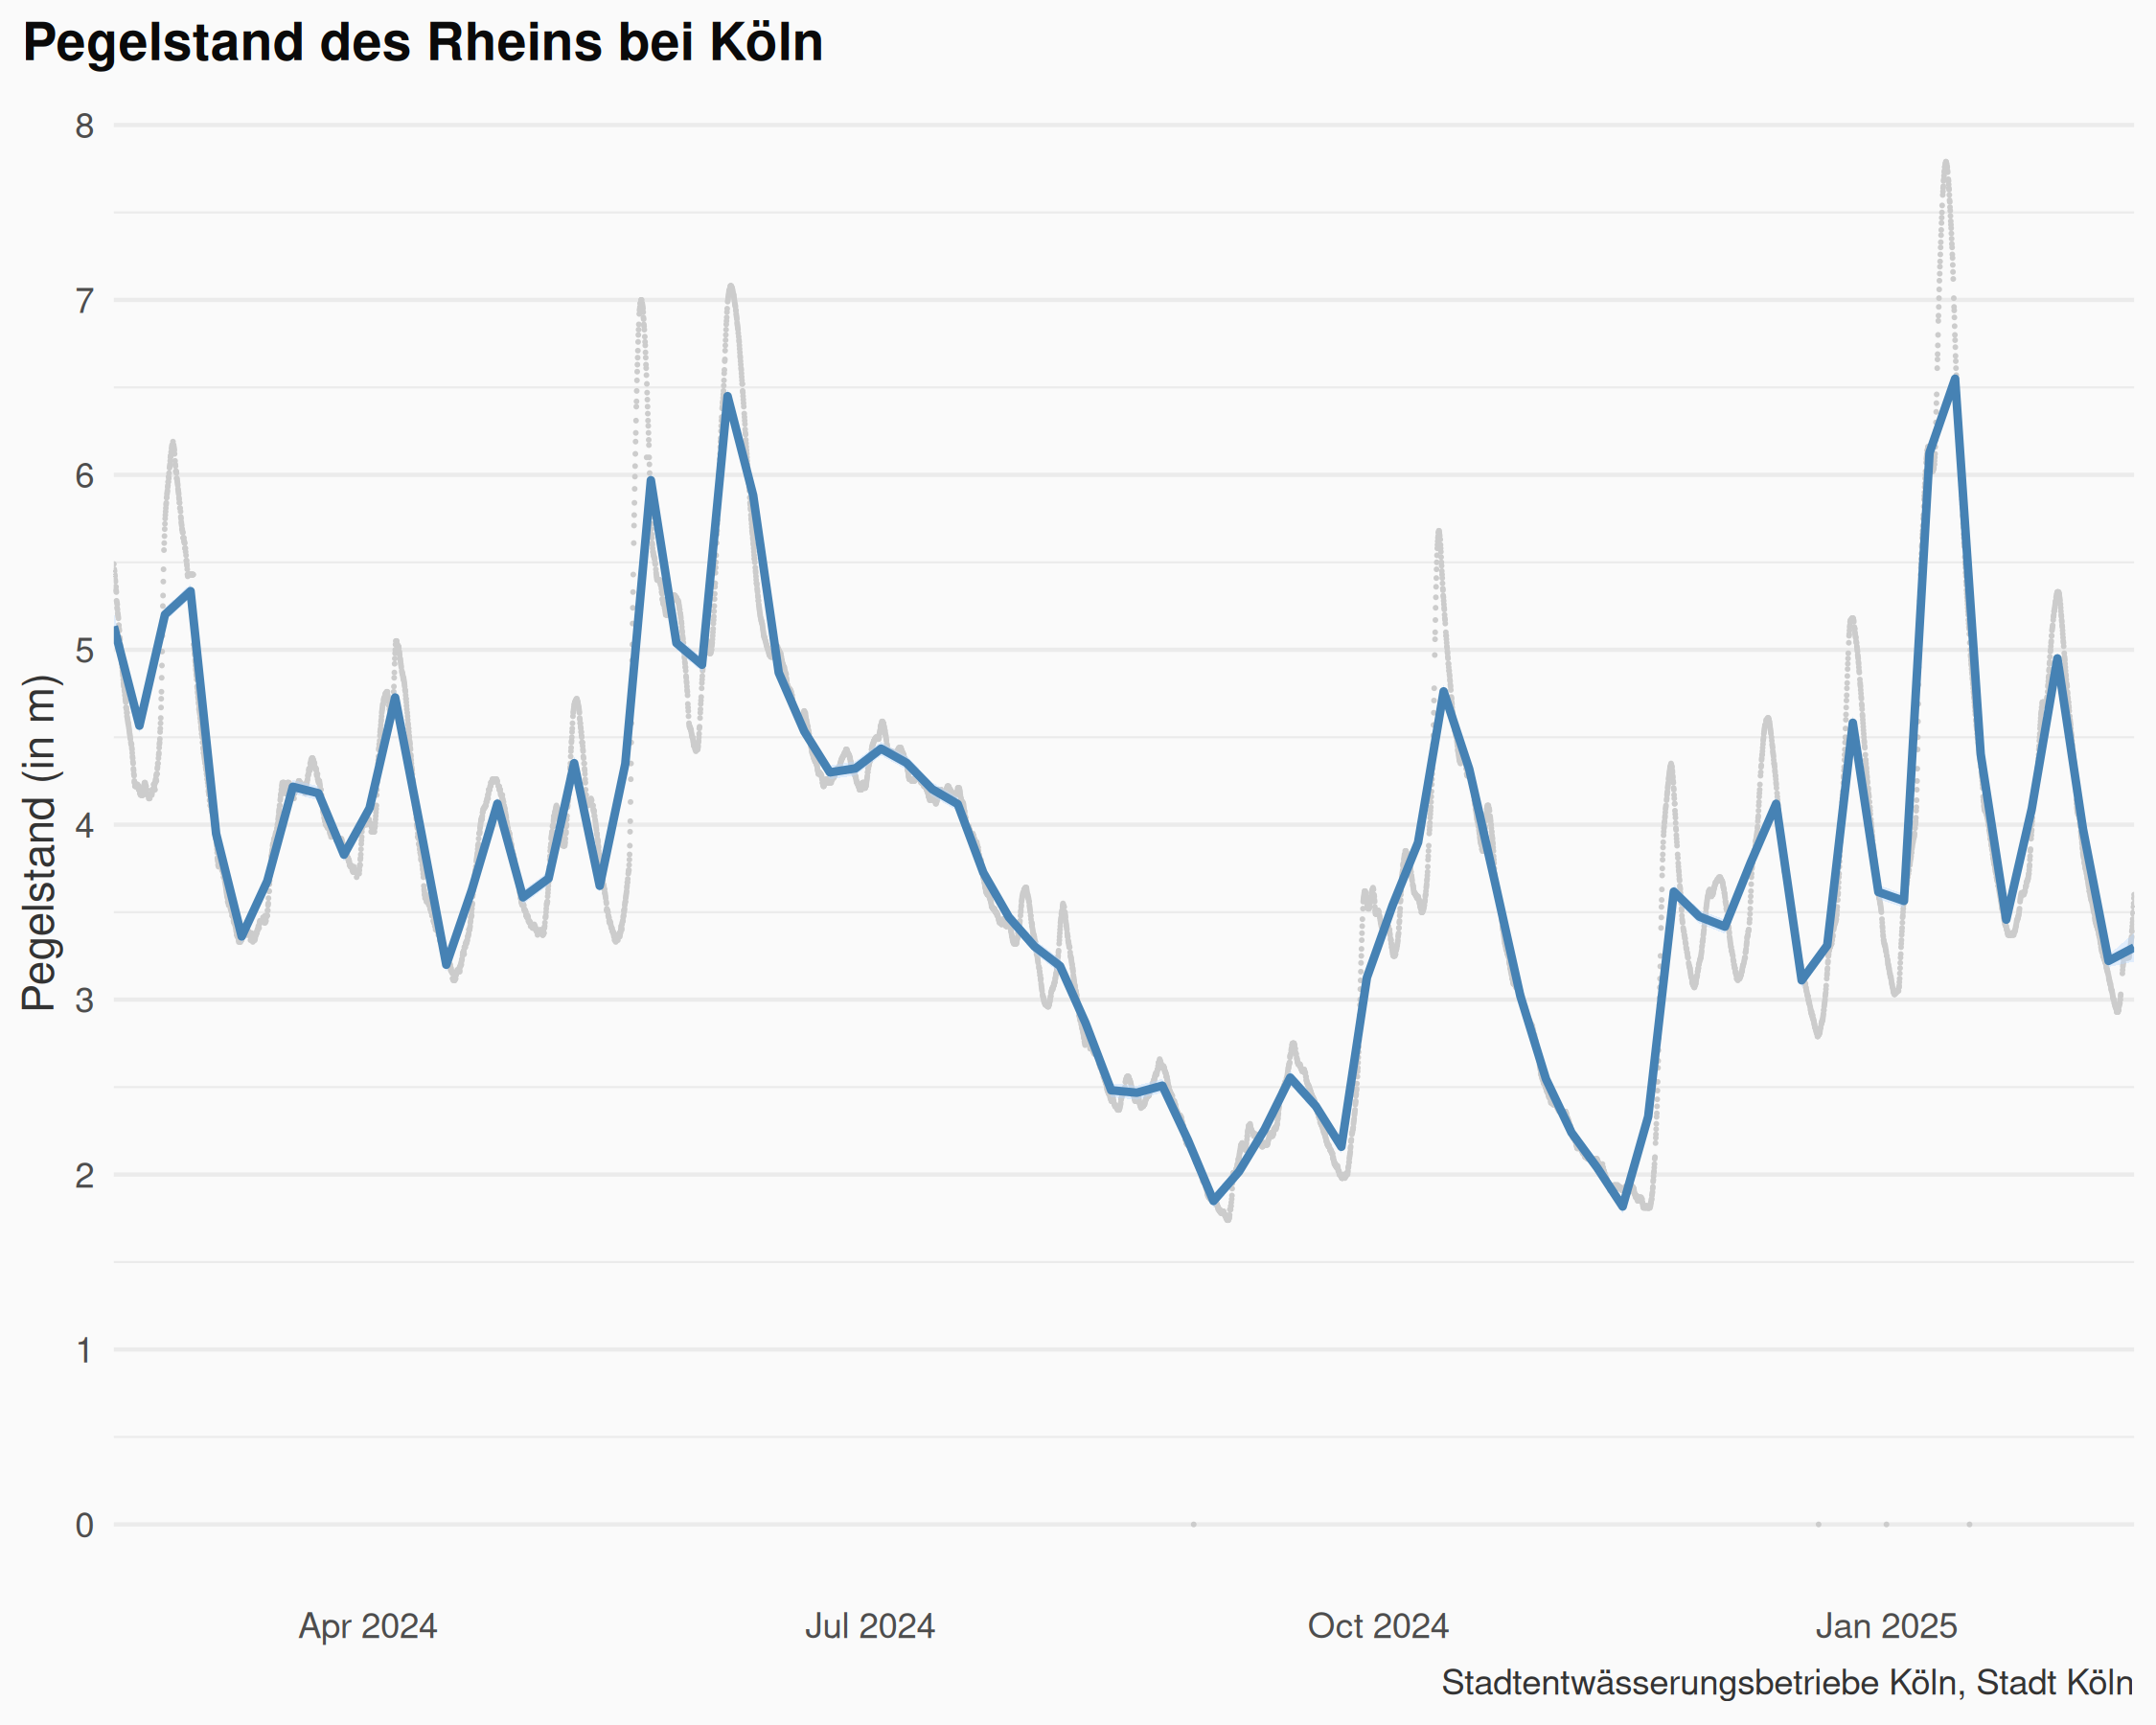 Pegelstand des Rheins bei Köln
Pegelstand (in m)
8
7
6
5
4
3
2
1
0
Apr 2024 Jul 2024 Oct 2024 Jan 2025
Stadtentwässerungsbetriebe Köln, Stadt Köln